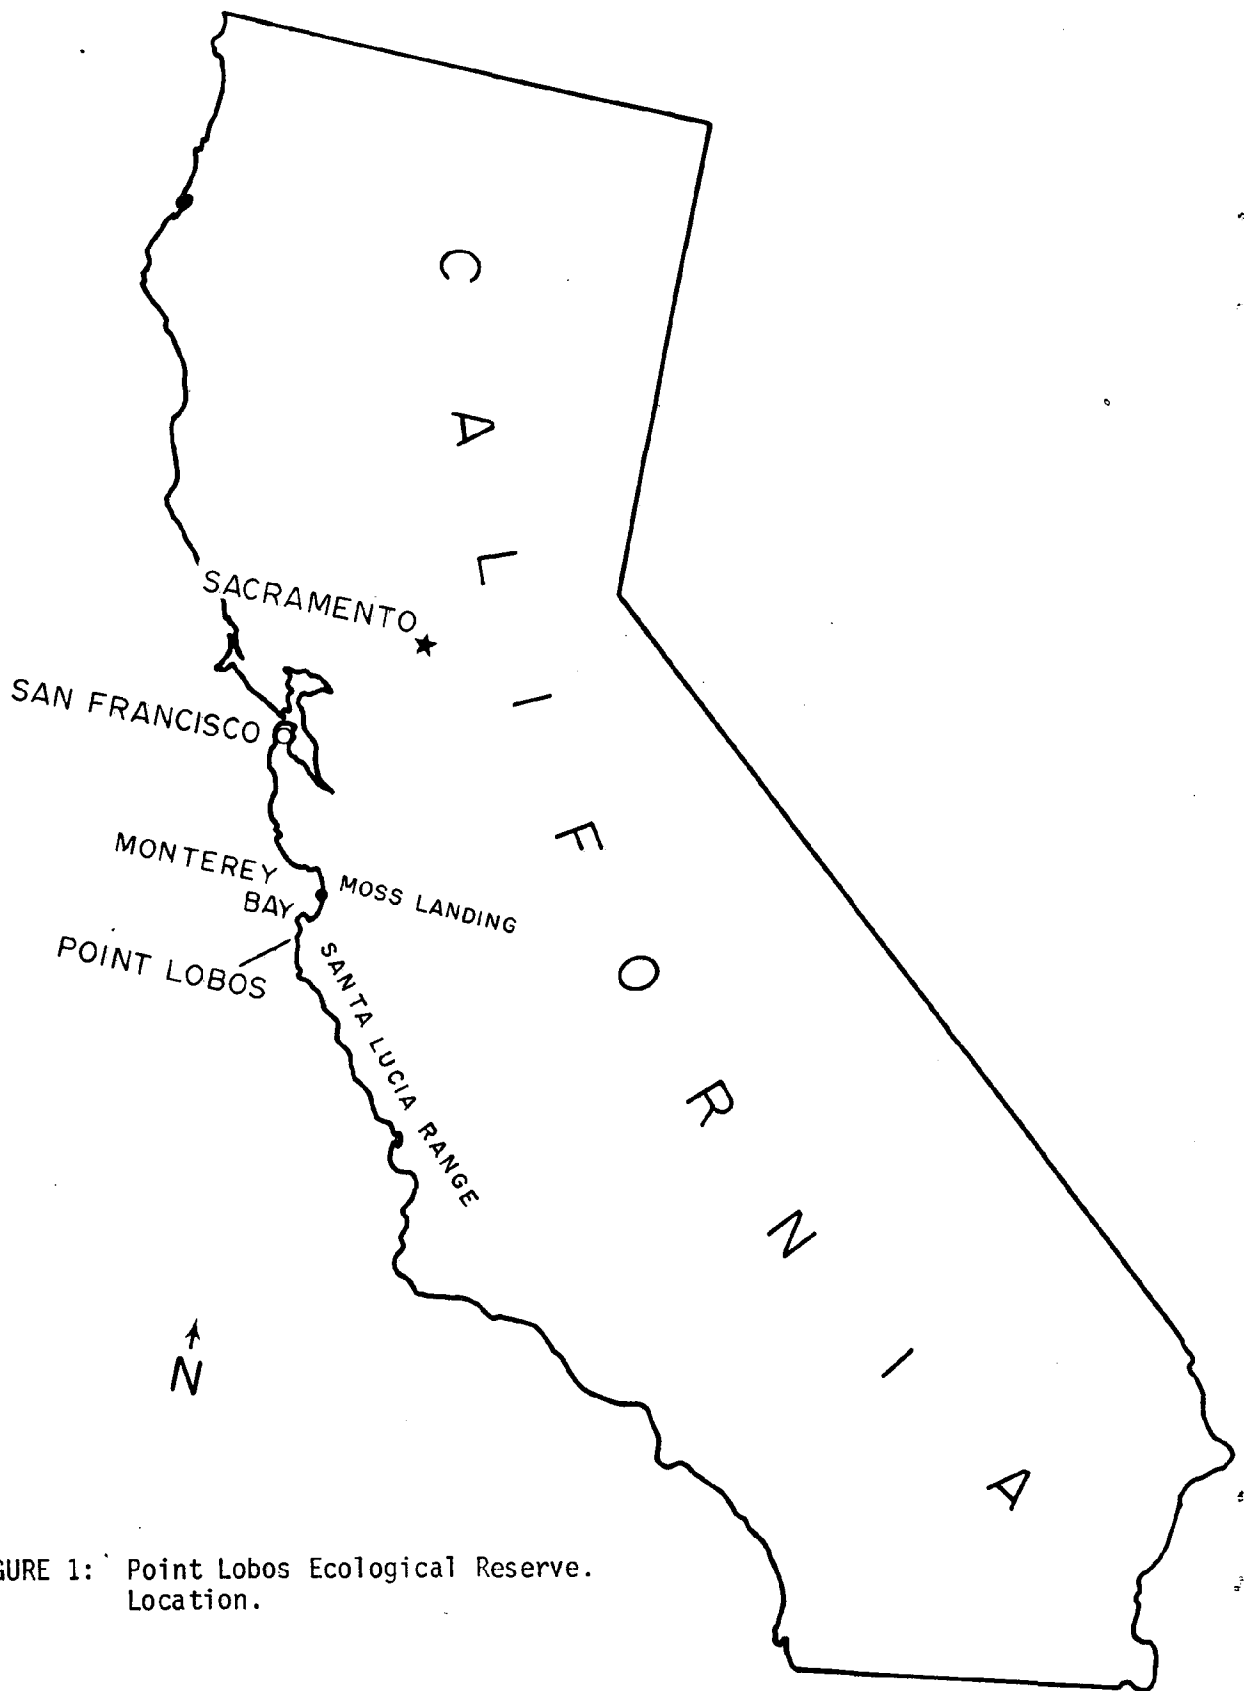 CALIFORNIA
SACRAMENTO
SAN FRANCISCO
MONTEREY
BAY
MOSS LANDING
POINT LOBOS
SANTA LUCIA RANGE
N
GURE 1: Point Lobos Ecological Reserve.
Location.